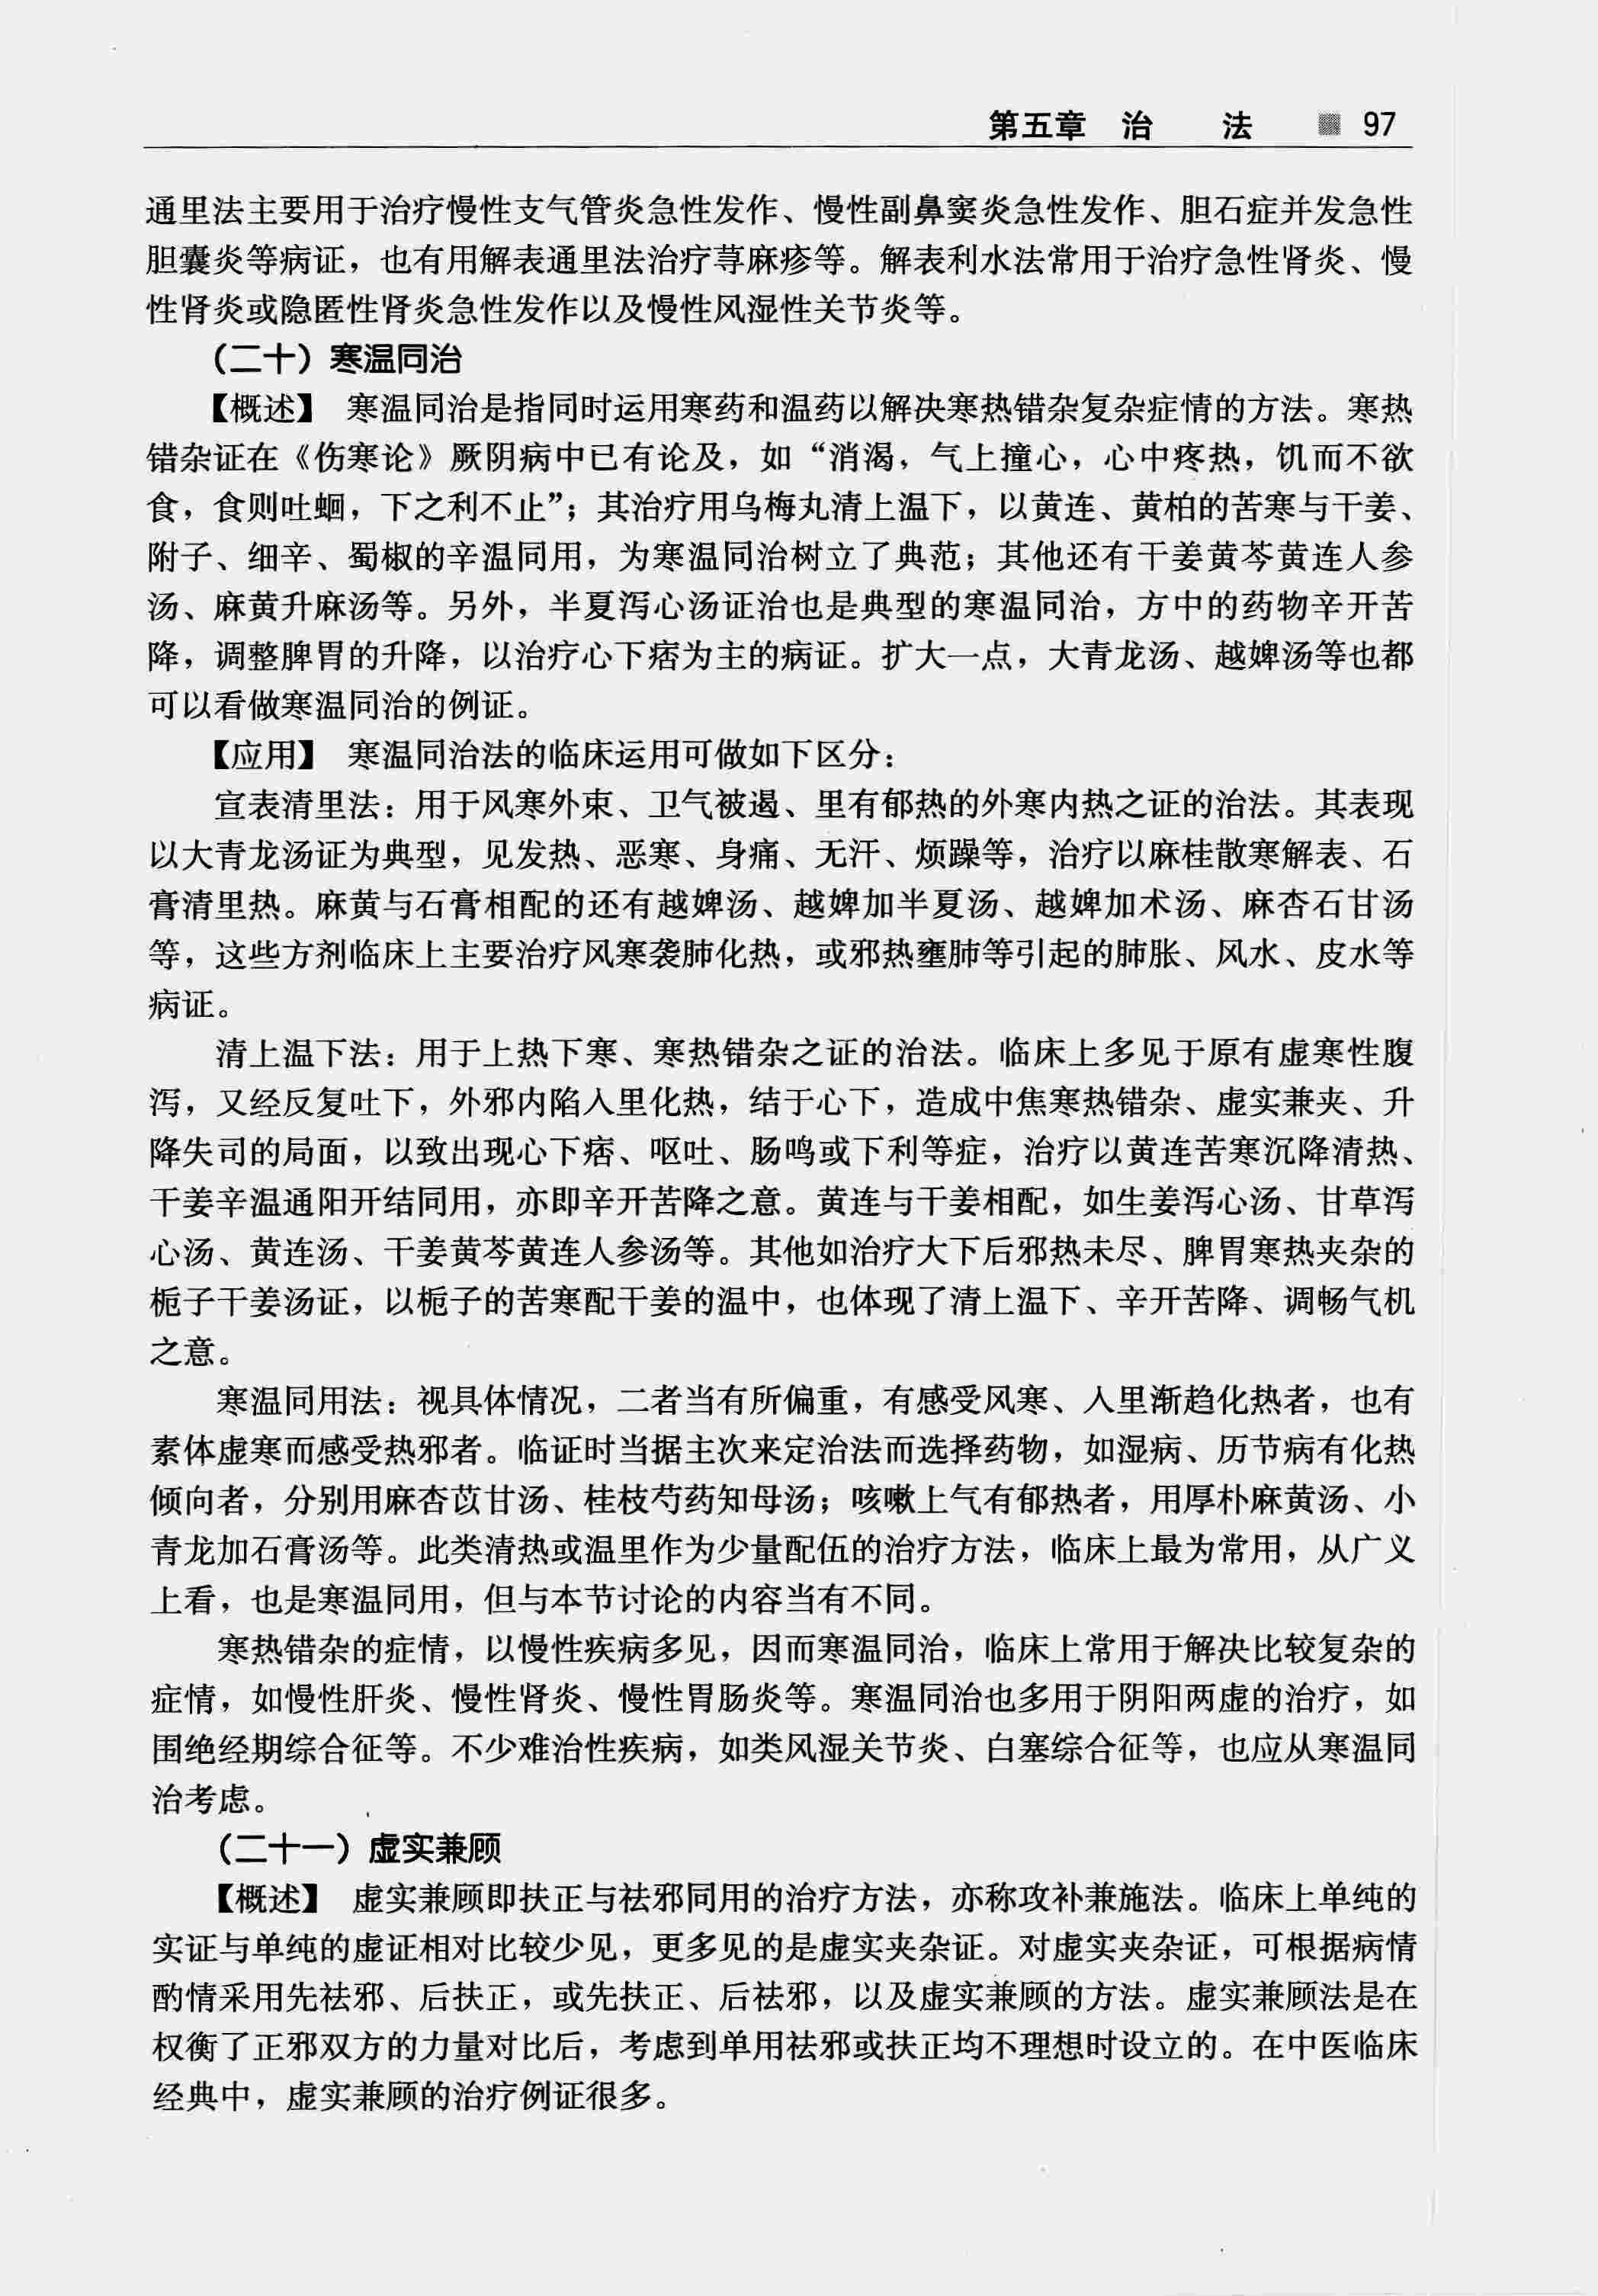 第五章 治 法 97
通里法主要用于治疗慢性支气管炎急性发作、慢性副鼻窦炎急性发作、胆石症并发急性
胆囊炎等病证，也有用解表通里法治疗荨麻疹等。解表利水法常用于治疗急性肾炎、慢
性肾炎或隐匿性肾炎急性发作以及慢性风湿性关节炎等。
（二十）寒温同治
【概述】 寒温同治是指同时运用寒药和温药以解决寒热错杂复杂症情的方法。寒热
错杂证在《伤寒论》厥阴病中已有论及，如“消渴，气上撞心，心中疼热，饥而不欲
食，食则吐蛔，下之利不止”；其治疗用乌梅丸清上温下，以黄连、黄柏的苦寒与干姜、
附子、细辛、蜀椒的辛温同用，为寒温同治树立了典范；其他还有干姜黄芩黄连人参
汤、麻黄升麻汤等。另外，半夏泻心汤证治也是典型的寒温同治，方中的药物辛开苦
降，调整脾胃的升降，以治疗心下痞为主的病证。扩大一点，大青龙汤、越婢汤等也都
可以看做寒温同治的例证。
【应用】 寒温同治法的临床运用可做如下区分：
宣表清里法：用于风寒外束、卫气被遏、里有郁热的外寒内热之证的治法。其表现
以大青龙汤证为典型，见发热、恶寒、身痛、无汗、烦躁等，治疗以麻桂散寒解表、石
膏清里热。麻黄与石膏相配的还有越婢汤、越婢加半夏汤、越婢加术汤、麻杏石甘汤
等，这些方剂临床上主要治疗风寒袭肺化热，或邪热壅肺等引起的肺胀、风水、皮水等
病证。
清上温下法：用于上热下寒、寒热错杂之证的治法。临床上多见于原有虚寒性腹
泻，又经反复吐下，外邪内陷入里化热，结于心下，造成中焦寒热错杂、虚实兼夹、升
降失司的局面，以致出现心下痞、呕吐、肠鸣或下利等症，治疗以黄连苦寒沉降清热、
干姜辛温通阳开结同用，亦即辛开苦降之意。黄连与干姜相配，如生姜泻心汤、甘草泻
心汤、黄连汤、干姜黄芩黄连人参汤等。其他如治疗大下后邪热未尽、脾胃寒热夹杂的
栀子干姜汤证，以栀子的苦寒配干姜的温中，也体现了清上温下、辛开苦降、调畅气机
之意。
寒温同用法：视具体情况，二者当有所偏重，有感受风寒、入里渐趋化热者，也有
素体虚寒而感受热邪者。临证时当据主次来定治法而选择药物，如湿病、历节病有化热
倾向者，分别用麻杏苡甘汤、桂枝芍药知母汤；咳嗽上气有郁热者，用厚朴麻黄汤、小
青龙加石膏汤等。此类清热或温里作为少量配伍的治疗方法，临床上最为常用，从广义
上看，也是寒温同用，但与本节讨论的内容当有不同。
寒热错杂的症情，以慢性疾病多见，因而寒温同治，临床上常用于解决比较复杂的
症情，如慢性肝炎、慢性肾炎、慢性胃肠炎等。寒温同治也多用于阴阳两虚的治疗，如
围绝经期综合征等。不少难治性疾病，如类风湿关节炎、白塞综合征等，也应从寒温同
治考虑。
（二十一）虚实兼顾
【概述】 虚实兼顾即扶正与祛邪同用的治疗方法，亦称攻补兼施法。临床上单纯的
实证与单纯的虚证相对比较少见，更多见的是虚实夹杂证。对虚实夹杂证，可根据病情
酌情采用先祛邪、后扶正，或先扶正、后祛邪，以及虚实兼顾的方法。虚实兼顾法是在
权衡了正邪双方的力量对比后，考虑到单用祛邪或扶正均不理想时设立的。在中医临床
经典中，虚实兼顾的治疗例证很多。